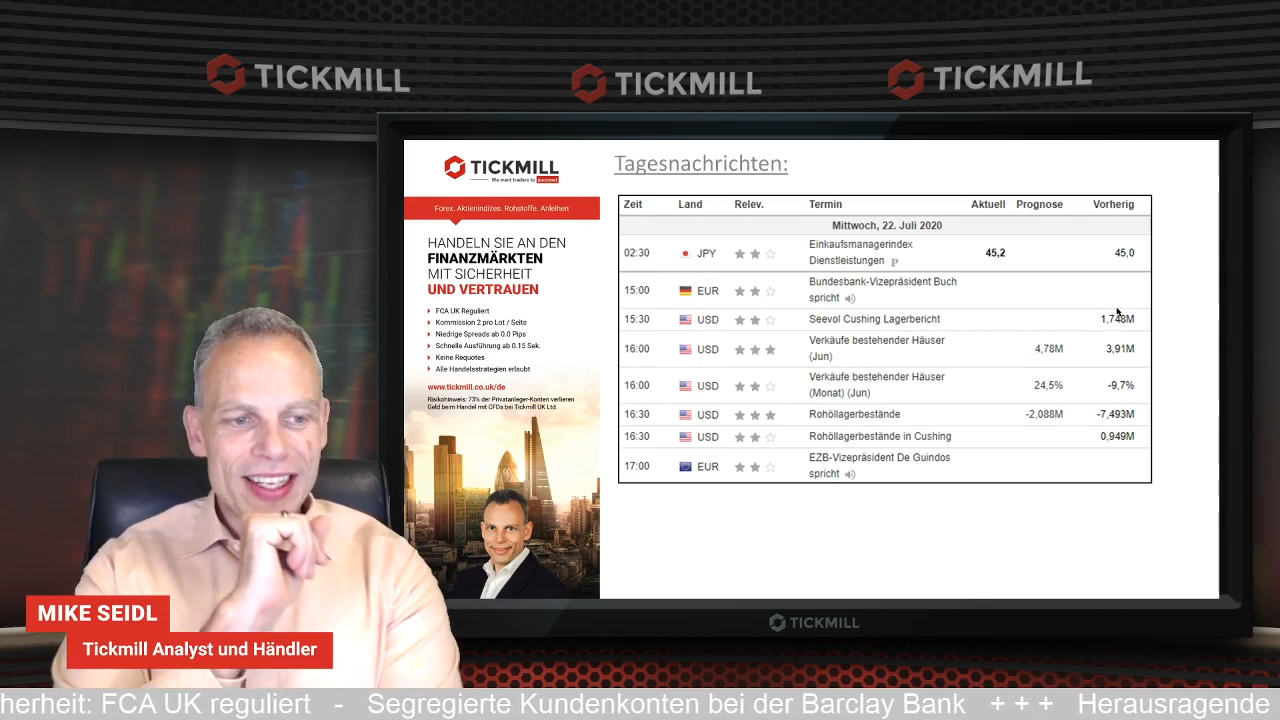 TICKMILL
TICKMILL
TICKMILL
TICKMILL
We want traders to succeed
Forex. Aktienindizes. Rohstoffe. Anleihen
HANDELN SIE AN DEN
FINANZMÄRKTEN
MIT SICHERHEIT
UND VERTRAUEN
FCA UK Reguliert
Kommission 2 pro Lot / Seite
Niedrige Spreads ab 0.0 Pips
Schnelle Ausführung ab 0.15 Sek.
Keine Requotes
Alle Handelsstrategien erlaubt
www.tickmill.co.uk/de
Risikohinweis: 73% der Privatanleger-Konten verlieren
Geld beim Handel mit CFDs bei Tickmill UK Ltd.
Tagesnachrichten:
Zeit Land Relev. Termin Aktuell Prognose Vorherig
Mittwoch, 22. Juli 2020
02:30 JPY Einkaufsmanagerindex
Dienstleistungen P 45,2 45,0
15:00 EUR Bundesbank-Vizepräsident Buch
spricht
15:30 USD Seevol Cushing Lagerbericht 1,748M
16:00 USD Verkäufe bestehender Häuser
(Jun) 4,78M 3,91M
16:00 USD Verkäufe bestehender Häuser
(Monat) (Jun) 24,5% -9,7%
16:30 USD Rohöllagerbestände -2,088M -7,493M
16:30 USD Rohöllagerbestände in Cushing 0,949M
17:00 EUR EZB-Vizepräsident De Guindos
spricht
TICKMILL
MIKE SEIDL
Tickmill Analyst und Händler
herheit: FCA UK reguliert - Segregierte Kundenkonten bei der Barclay Bank + + + Herausragende